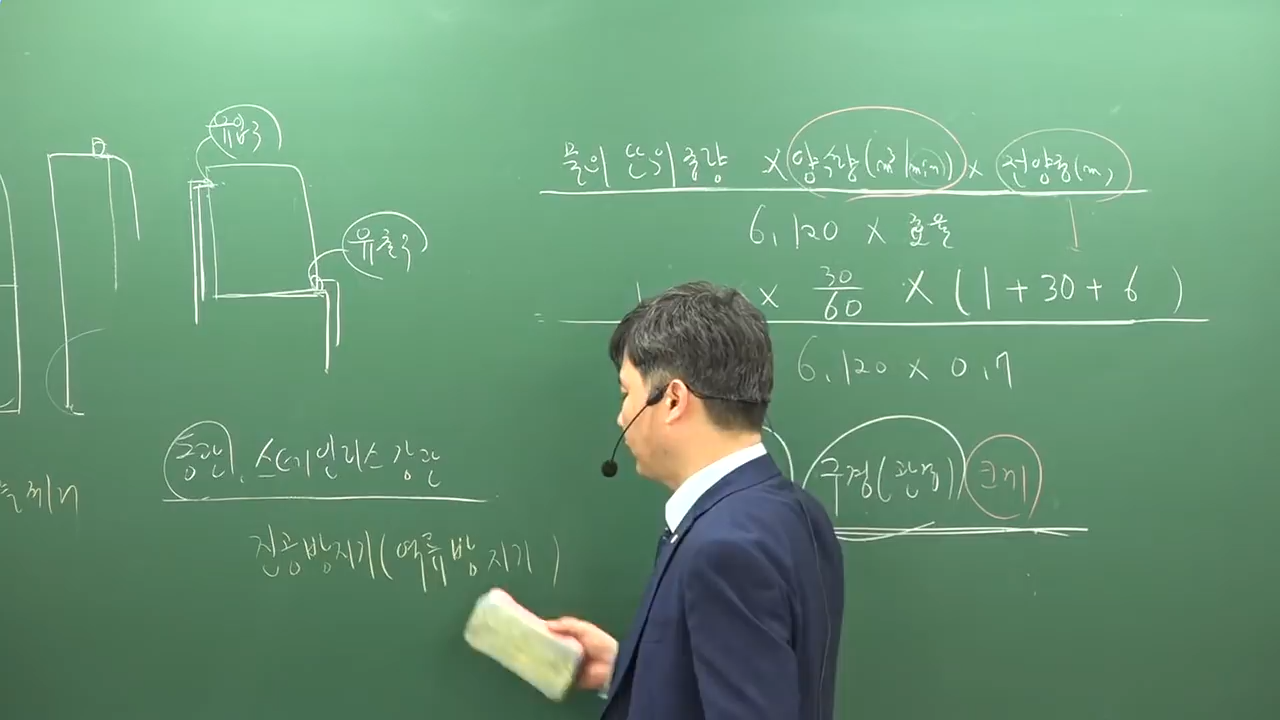 유입구
유출구
동관, 스테인리스 강관
진공방지기(역류방지기)
물의 단위중량 × 양수량(m³/min) × 전양정(m)
6,120 × 효율
= × 30/60 × (1 + 30 + 6 )
6,120 × 0.7
구경(관경) 크기